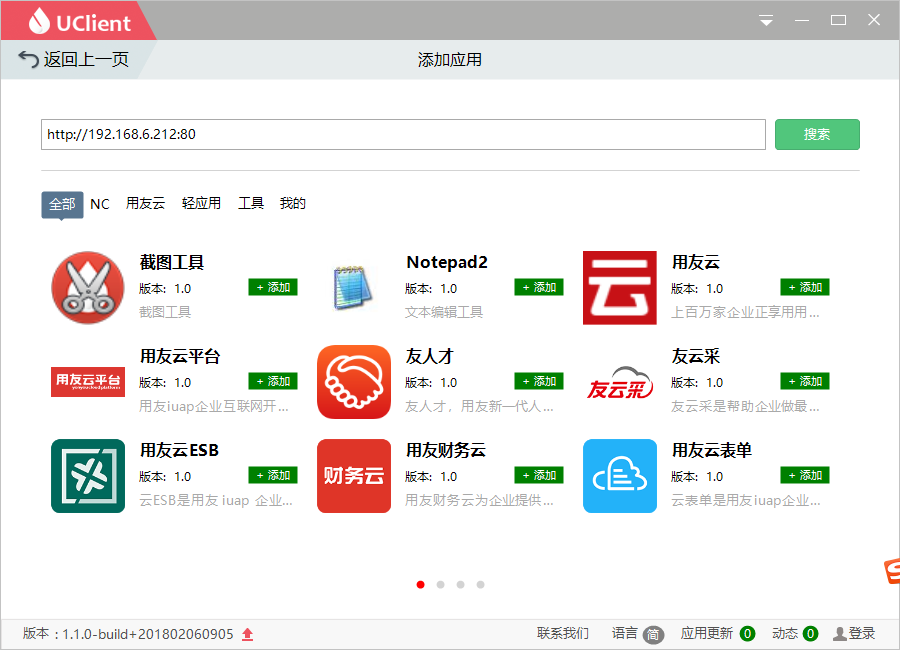 UClient
返回上一页
添加应用
http://192.168.6.212:80
搜索
全部 NC 用友云 轻应用 工具 我的
截图工具
版本: 1.0
+ 添加
截图工具
Notepad2
版本: 1.0
+ 添加
文本编辑工具
用友云
版本: 1.0
+ 添加
上百万家企业正享用用...
用友云平台
用友云平台
版本: 1.0
+ 添加
用友iuap企业互联网开...
友人才
版本: 1.0
+ 添加
友人才，用友新一代人...
友云采
友云采
版本: 1.0
+ 添加
友云采是帮助企业做最...
用友云ESB
版本: 1.0
+ 添加
云ESB是用友 iuap 企业...
财务云
用友财务云
版本: 1.0
+ 添加
用友财务云为企业提供...
用友云表单
版本: 1.0
+ 添加
云表单是用友iuap企业...
版本 : 1.1.0-build+201802060905
联系我们 语言 简 应用更新 0 动态 0 登录